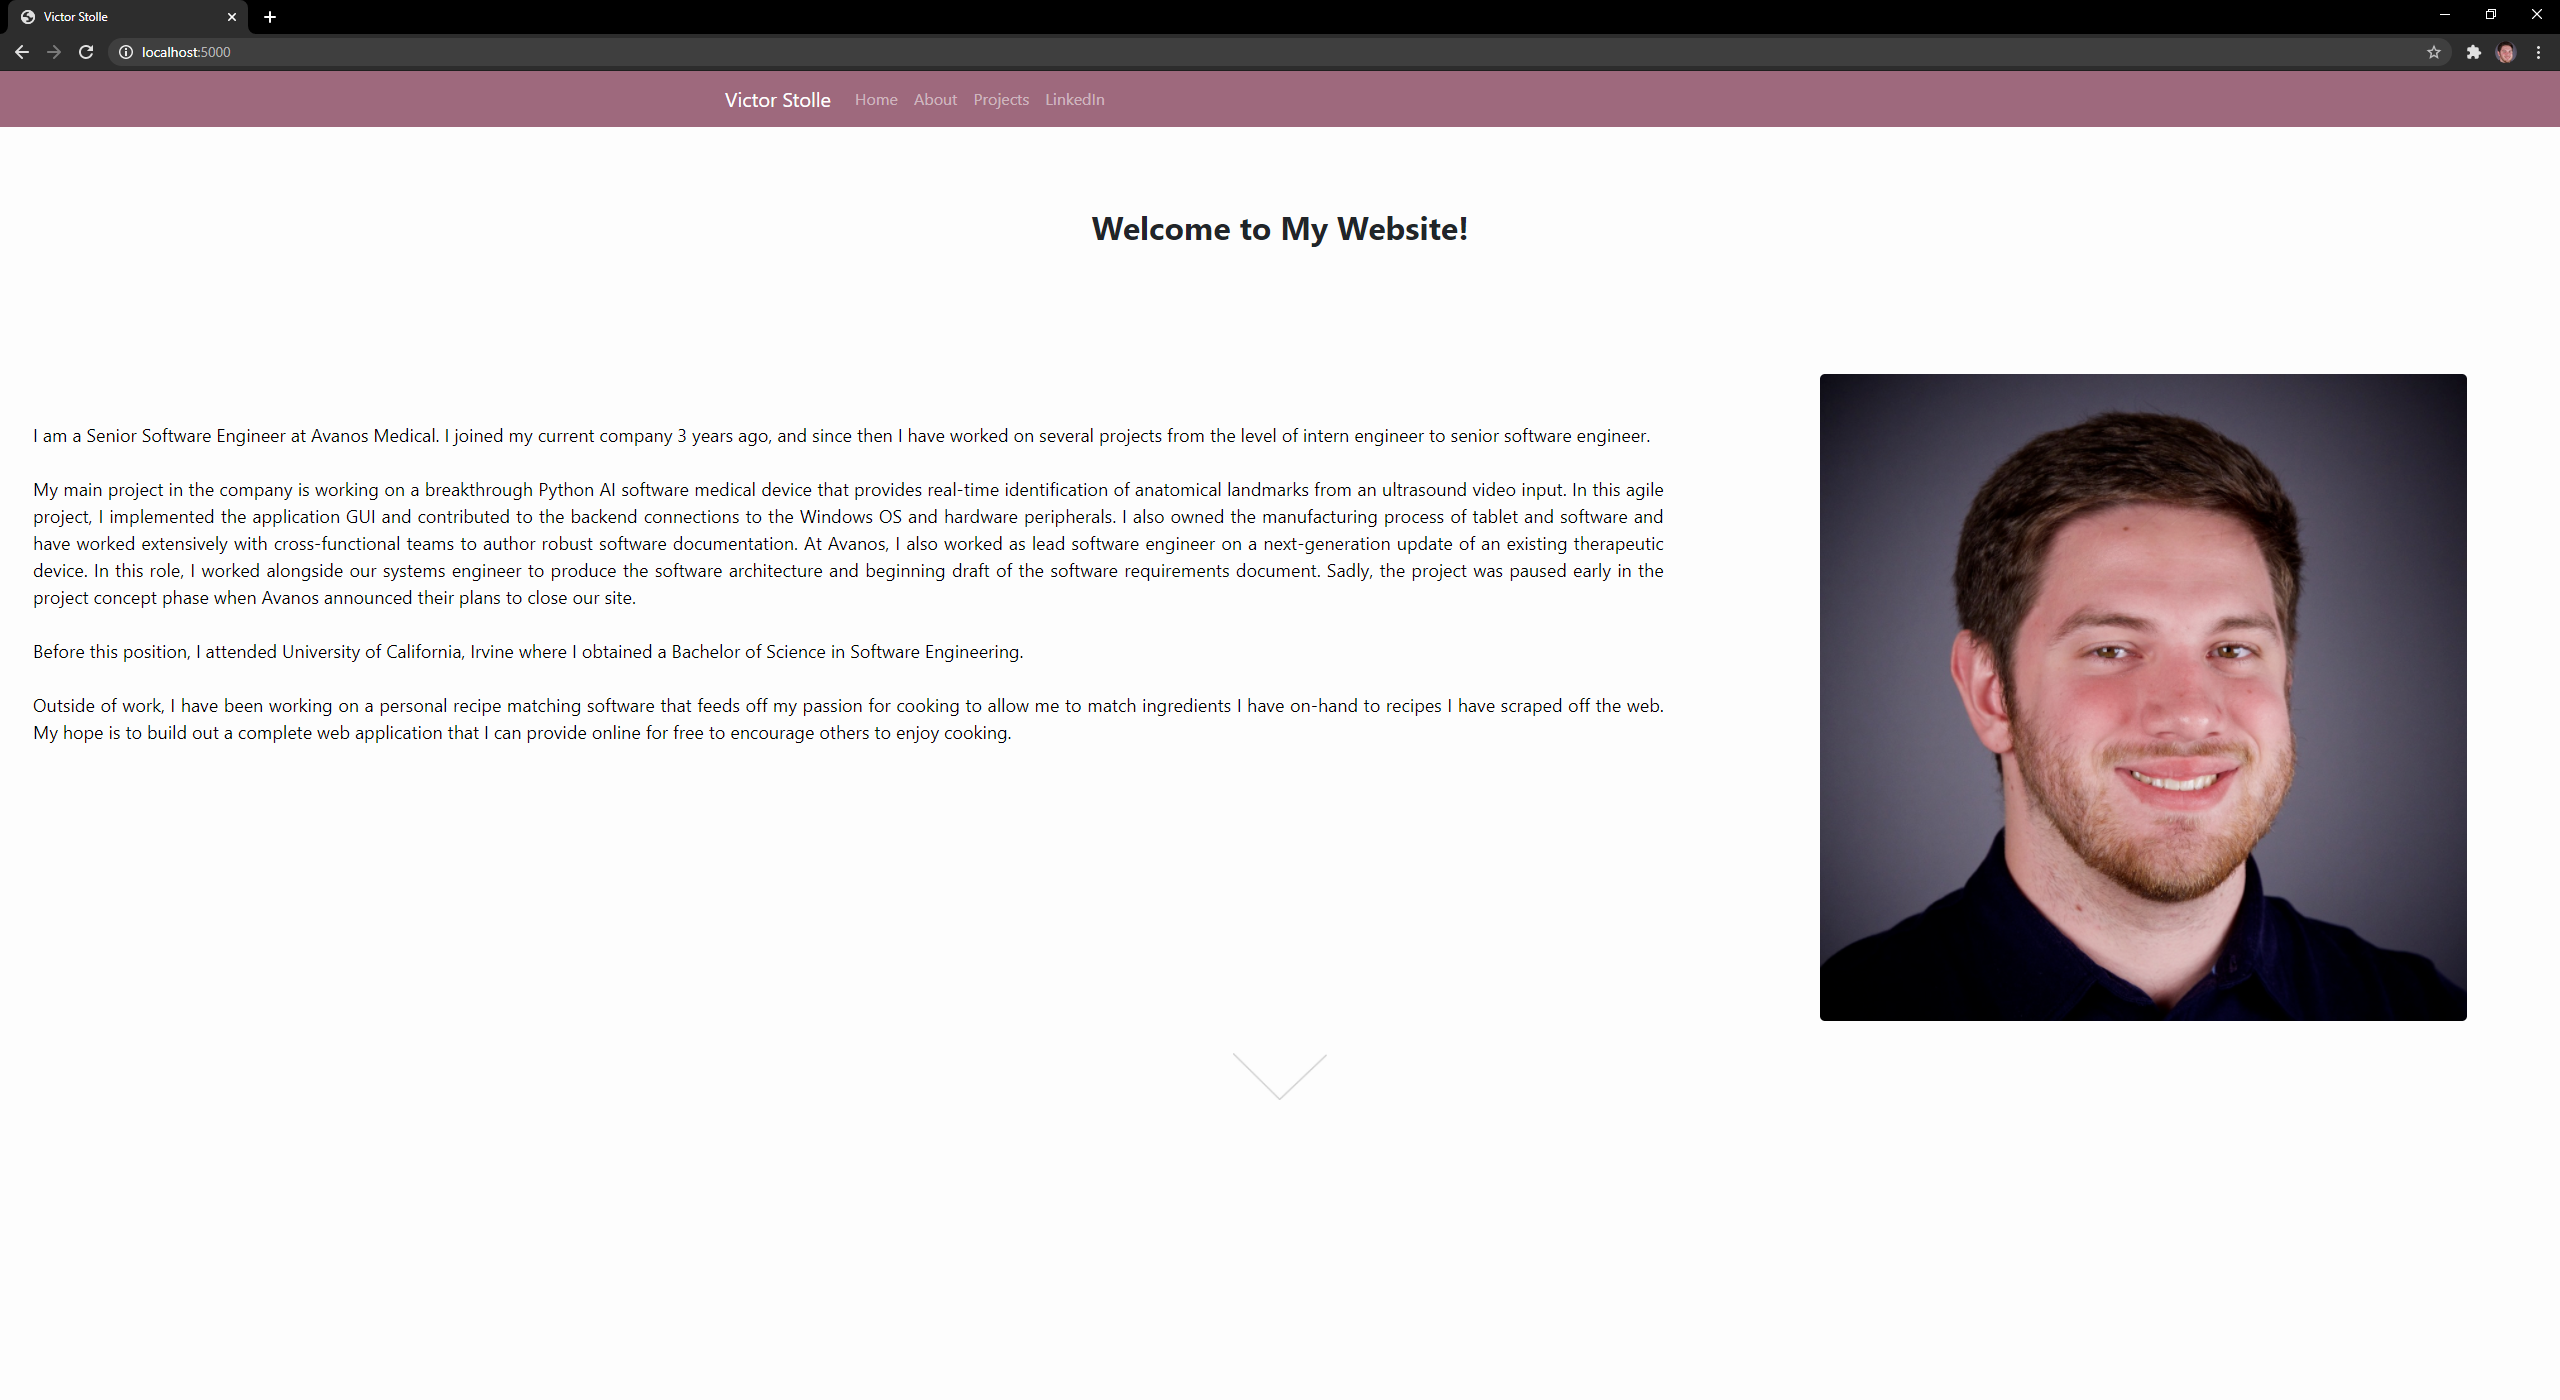 Victor Stolle
localhost:5000
Victor Stolle Home About Projects LinkedIn
Welcome to My Website!
I am a Senior Software Engineer at Avanos Medical. I joined my current company 3 years ago, and since then I have worked on several projects from the level of intern engineer to senior software engineer.
My main project in the company is working on a breakthrough Python AI software medical device that provides real-time identification of anatomical landmarks from an ultrasound video input. In this agile
project, I implemented the application GUI and contributed to the backend connections to the Windows OS and hardware peripherals. I also owned the manufacturing process of tablet and software and
have worked extensively with cross-functional teams to author robust software documentation. At Avanos, I also worked as lead software engineer on a next-generation update of an existing therapeutic
device. In this role, I worked alongside our systems engineer to produce the software architecture and beginning draft of the software requirements document. Sadly, the project was paused early in the
project concept phase when Avanos announced their plans to close our site.
Before this position, I attended University of California, Irvine where I obtained a Bachelor of Science in Software Engineering.
Outside of work, I have been working on a personal recipe matching software that feeds off my passion for cooking to allow me to match ingredients I have on-hand to recipes I have scraped off the web.
My hope is to build out a complete web application that I can provide online for free to encourage others to enjoy cooking.